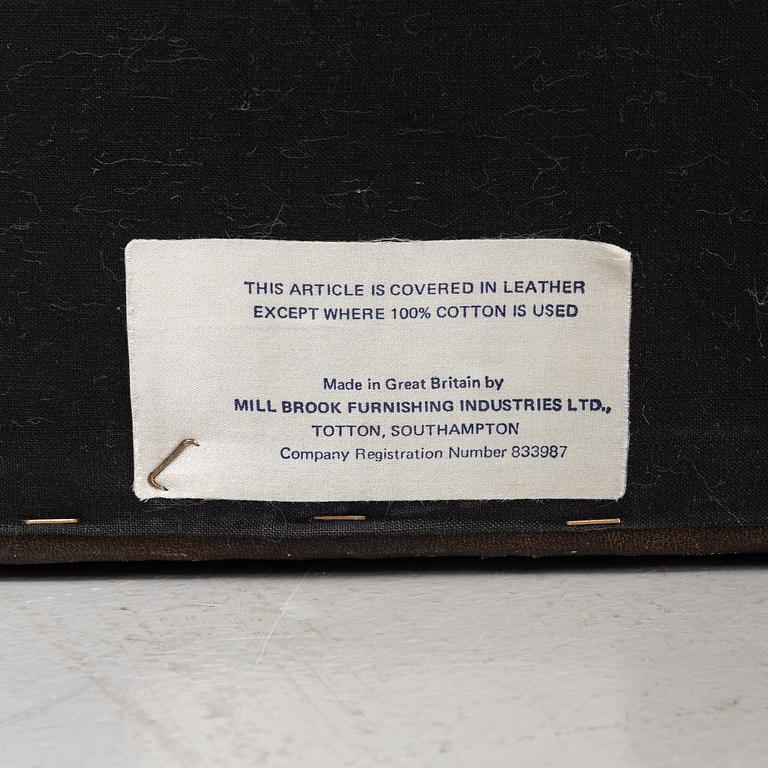 THIS ARTICLE IS COVERED IN LEATHER
EXCEPT WHERE 100% COTTON IS USED
Made in Great Britain by
MILL BROOK FURNISHING INDUSTRIES LTD.,
TOTTON, SOUTHAMPTON
Company Registration Number 833987